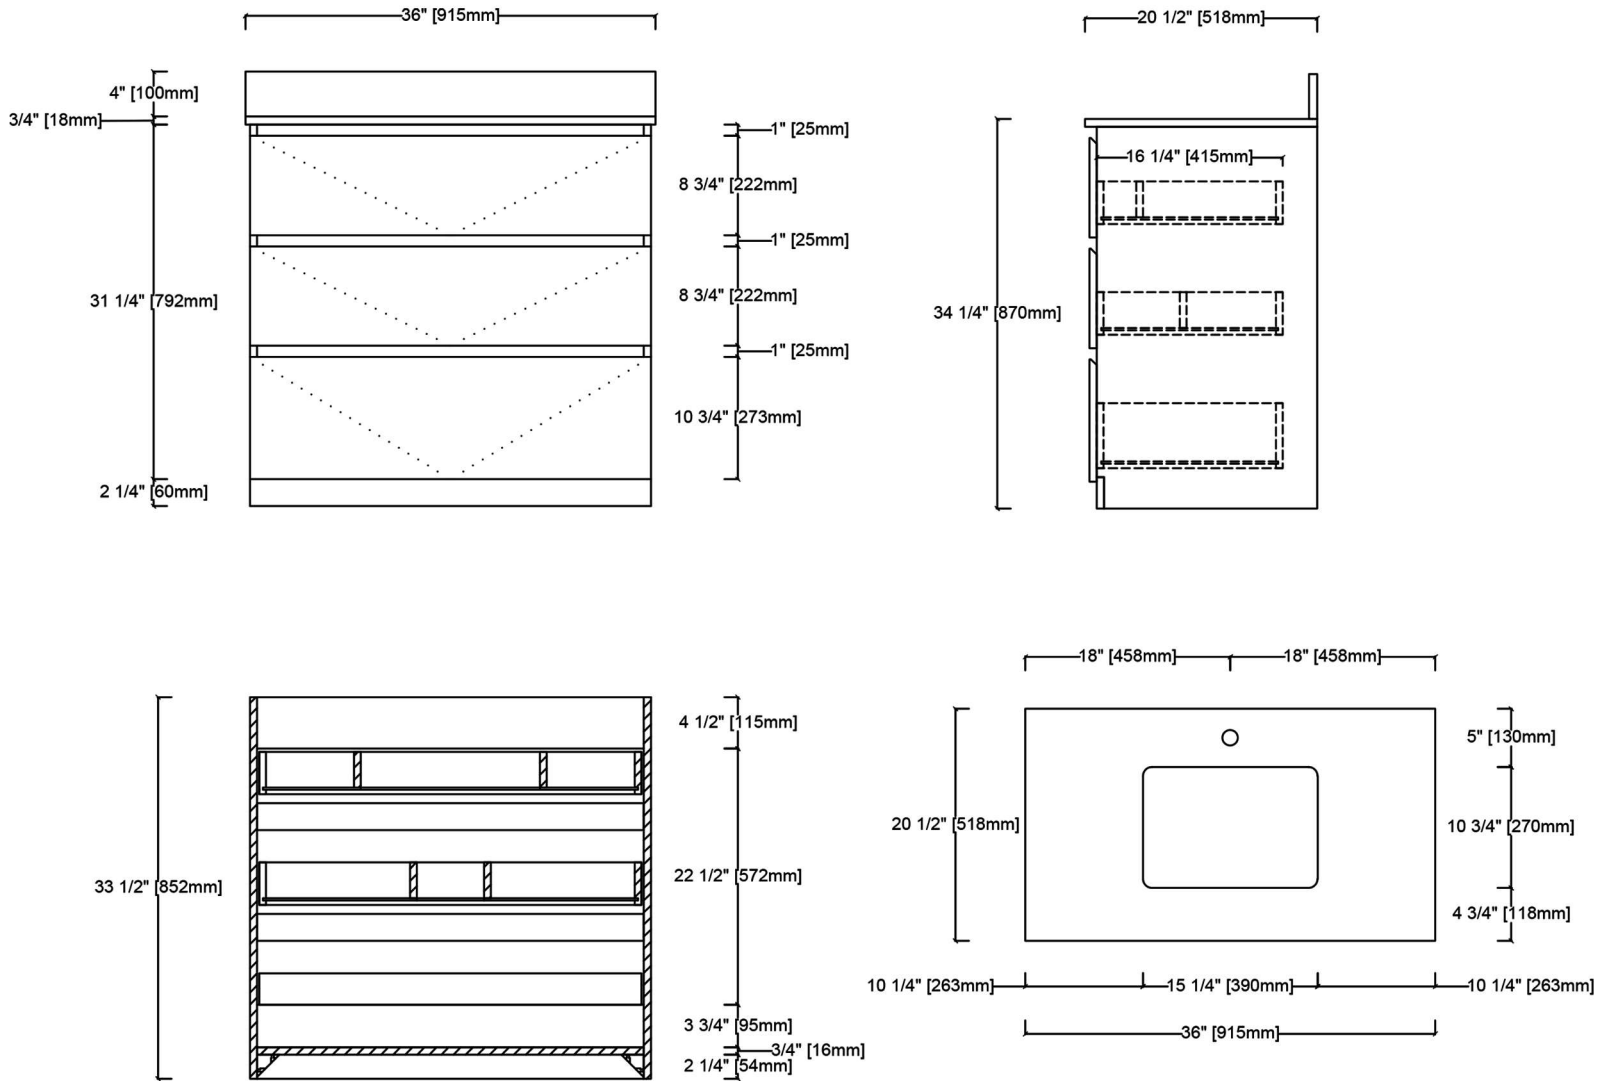 36" [915mm]
4" [100mm]
3/4" [18mm]
31 1/4" [792mm]
2 1/4" [60mm]
1" [25mm]
8 3/4" [222mm]
1" [25mm]
8 3/4" [222mm]
1" [25mm]
10 3/4" [273mm]
20 1/2" [518mm]
16 1/4" [415mm]
34 1/4" [870mm]
33 1/2" [852mm]
4 1/2" [115mm]
22 1/2" [572mm]
3 3/4" [95mm]
3/4" [16mm]
2 1/4" [54mm]
18" [458mm] 18" [458mm]
5" [130mm]
20 1/2" [518mm]
10 3/4" [270mm]
4 3/4" [118mm]
10 1/4" [263mm] 15 1/4" [390mm] 10 1/4" [263mm]
36" [915mm]